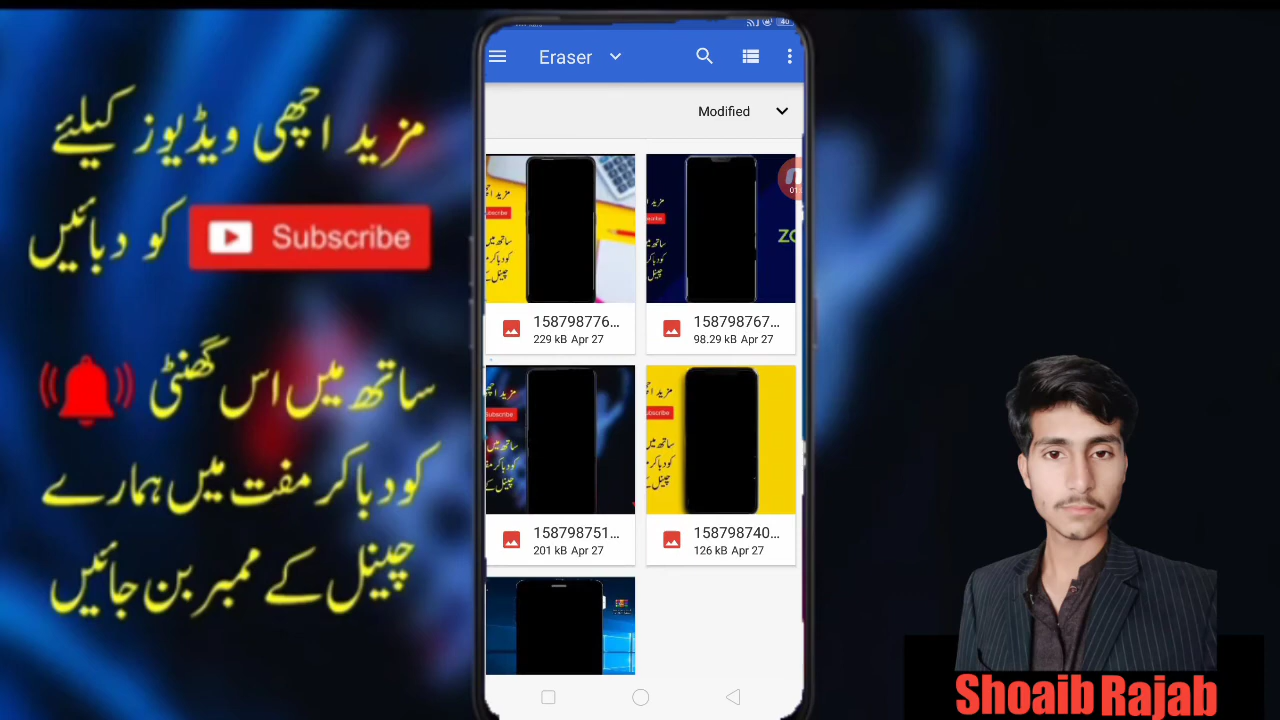 مزید اچھی ویڈیوز کیلئے
Subscribe کو دبائیں
ساتھ میں اس گھنٹی
کو دبا کر مفت میں ہمارے
چینل کے ممبر بن جائیں
40
Eraser
Modified
158798776...
229 kB Apr 27
158798767...
98.29 kB Apr 27
158798751...
201 kB Apr 27
158798740...
126 kB Apr 27
Shoaib Rajab